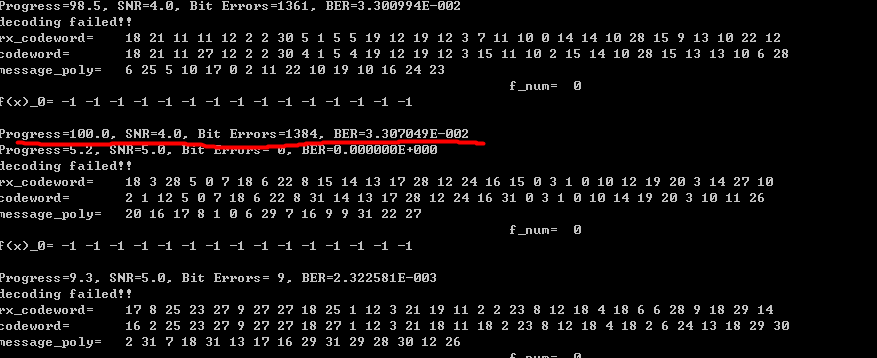 Progress=98.5, SNR=4.0, Bit Errors=1361, BER=3.300994E-002
decoding failed!!
rx_codeword= 18 21 11 11 12 2 2 30 5 1 5 5 19 12 19 12 3 7 11 10 0 14 14 10 28 15 9 13 10 22 12
codeword= 18 21 11 27 12 2 2 30 4 1 5 4 19 12 19 12 3 15 11 10 2 15 14 10 28 15 13 13 10 6 28
message_poly= 6 25 5 10 17 0 2 11 22 10 19 10 16 24 23
f_num= 0
f(x)_0= -1 -1 -1 -1 -1 -1 -1 -1 -1 -1 -1 -1 -1 -1 -1
Progress=100.0, SNR=4.0, Bit Errors=1384, BER=3.307049E-002
Progress=5.2, SNR=5.0, Bit Errors= 0, BER=0.000000E+000
decoding failed!!
rx_codeword= 18 3 28 5 0 7 18 6 22 8 15 14 13 17 28 12 24 16 15 0 3 1 0 10 12 19 20 3 14 27 10
codeword= 2 1 12 5 0 7 18 6 22 8 31 14 13 17 28 12 24 16 31 0 3 1 0 10 14 19 20 3 10 11 26
message_poly= 20 16 17 8 1 0 6 29 7 16 9 9 31 22 27
f_num= 0
f(x)_0= -1 -1 -1 -1 -1 -1 -1 -1 -1 -1 -1 -1 -1 -1 -1
Progress=9.3, SNR=5.0, Bit Errors= 9, BER=2.322581E-003
decoding failed!!
rx_codeword= 17 8 25 23 27 9 27 27 18 25 1 12 3 21 19 11 2 2 23 8 12 18 4 18 6 6 28 9 18 29 14
codeword= 16 2 25 23 27 9 27 18 27 1 12 3 21 18 11 18 2 23 8 12 18 4 18 2 6 24 13 18 29 30
message_poly= 2 31 7 18 31 13 17 16 29 31 29 28 30 12 26
f_num= 0